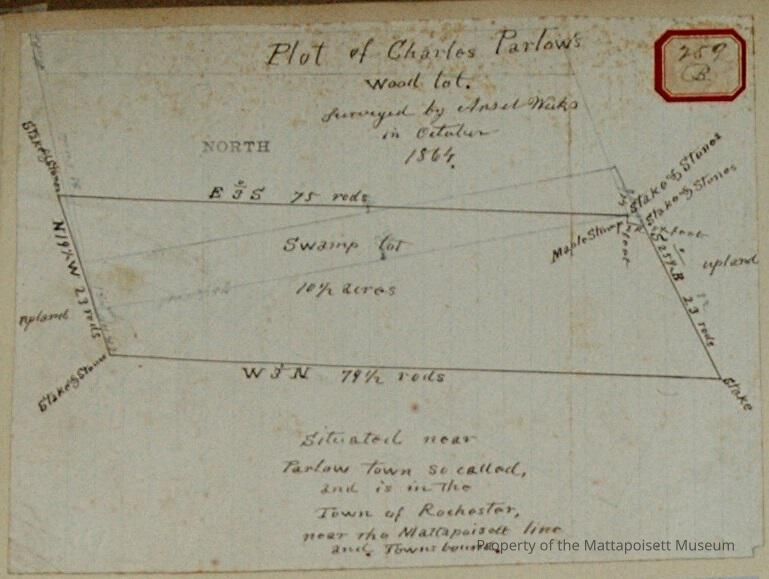 Plot of Charles Parlow's
Wood Lot.
Surveyed by Ansel Weeks
in October
1864.
259
B.
NORTH
Stake & Stones
E 3° S 75 rods
Stake & Stones
Stake & Stones
Maple Stump
Swamp lot
10½ acres
N 19½ W 23 rods
upland
upland
23 rods
Stake & Stones
W 3° N 79½ rods
Stake
Situated near
Parlow town so called,
and is in the
Town of Rochester,
near the Mattapoisett line
and Towns bounds.
Property of the Mattapoisett Museum